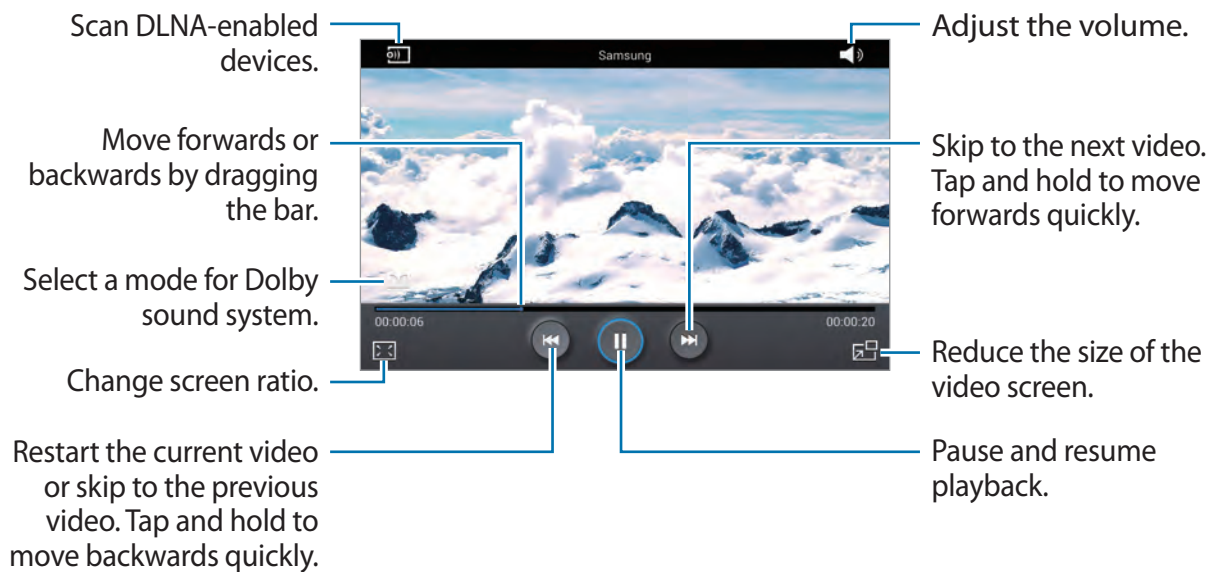 Scan DLNA-enabled
devices.
Move forwards or
backwards by dragging
the bar.
Select a mode for Dolby
sound system.
Change screen ratio.
Restart the current video
or skip to the previous
video. Tap and hold to
move backwards quickly.
Samsung
00:00:06
00:00:20
Adjust the volume.
Skip to the next video.
Tap and hold to move
forwards quickly.
Reduce the size of the
video screen.
Pause and resume
playback.